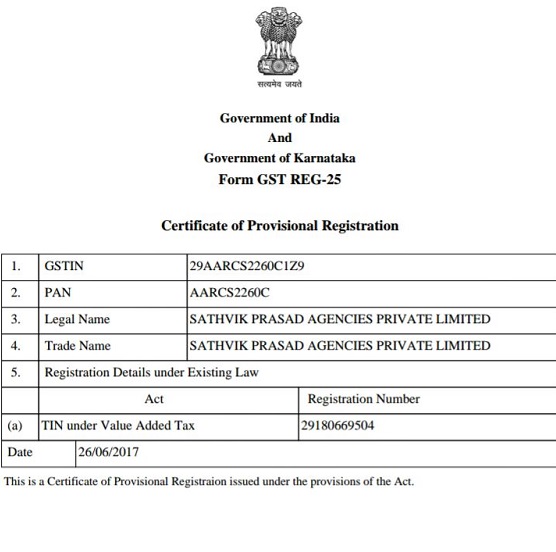 सत्यमेव जयते
Government of India
And
Government of Karnataka
Form GST REG-25
Certificate of Provisional Registration
1. GSTIN 29AARCS2260C1Z9
2. PAN AARCS2260C
3. Legal Name SATHVIK PRASAD AGENCIES PRIVATE LIMITED
4. Trade Name SATHVIK PRASAD AGENCIES PRIVATE LIMITED
5. Registration Details under Existing Law
Act Registration Number
(a) TIN under Value Added Tax 29180669504
Date 26/06/2017
This is a Certificate of Provisional Registraion issued under the provisions of the Act.